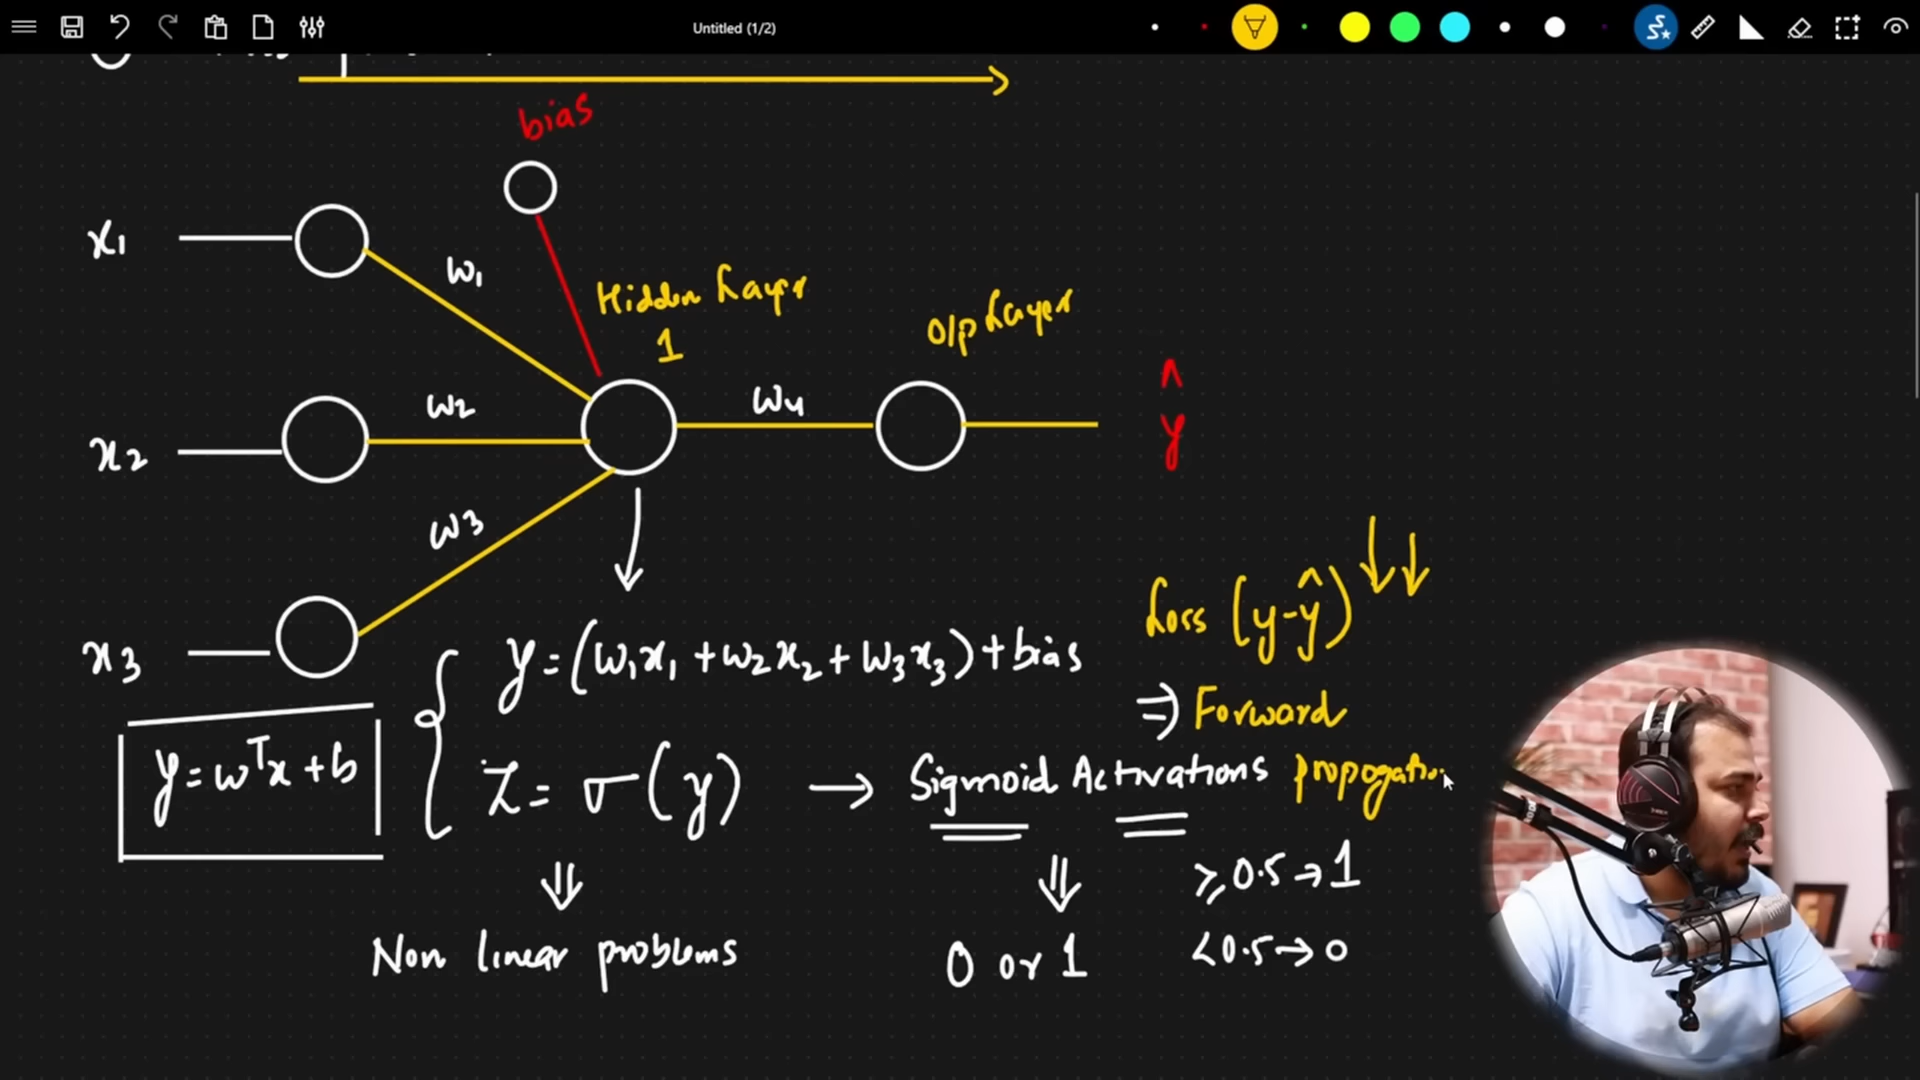 Untitled (1/2)
bias
x1
w1
Hidden Layer
1
O/p Layer
x2
w2
w4
ŷ
w3
x3
Loss (y-ŷ)
y=(w1x1+w2x2+w3x3)+bias
⇒ Forward
propogation
y=wᵀx+b
z=σ(y) → Sigmoid Activations
≥0.5→1
<0.5→0
Non linear problems
0 or 1